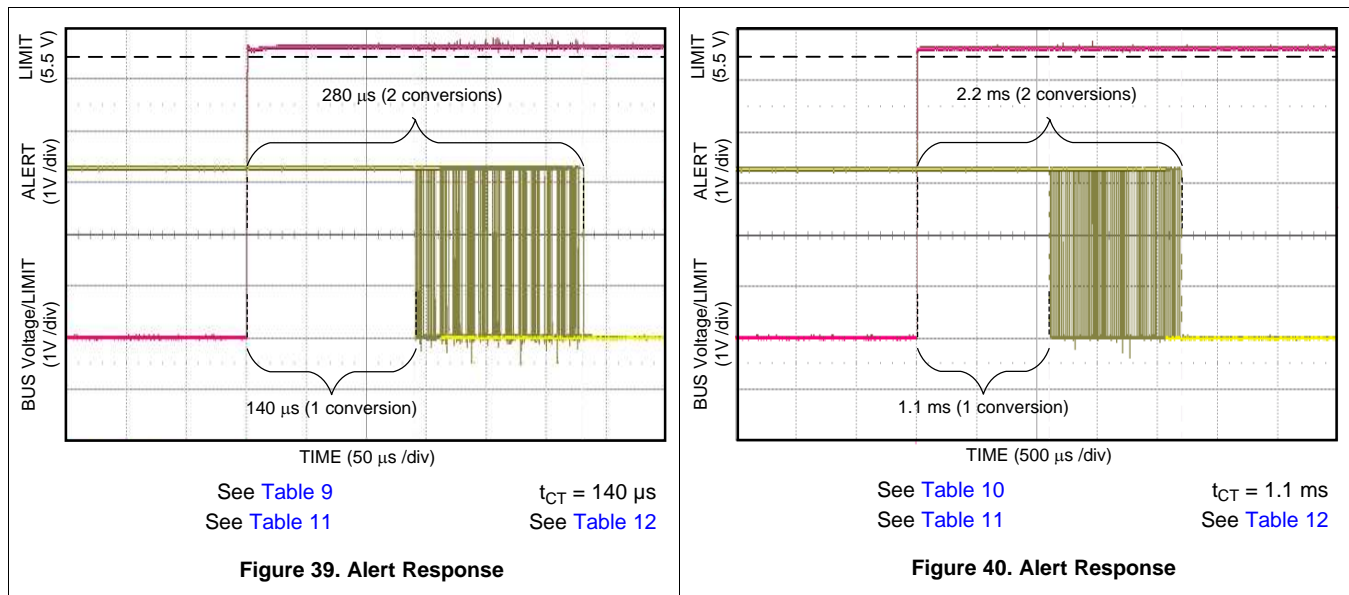 LIMIT
(5.5 V)
ALERT
(1V /div)
BUS Voltage/LIMIT
(1V /div)
280 μs (2 conversions)
140 μs (1 conversion)
TIME (50 μs /div)
See Table 9
t_CT = 140 μs
See Table 11
See Table 12
Figure 39. Alert Response
LIMIT
(5.5 V)
ALERT
(1V /div)
BUS Voltage/LIMIT
(1V /div)
2.2 ms (2 conversions)
1.1 ms (1 conversion)
TIME (500 μs /div)
See Table 10
t_CT = 1.1 ms
See Table 11
See Table 12
Figure 40. Alert Response